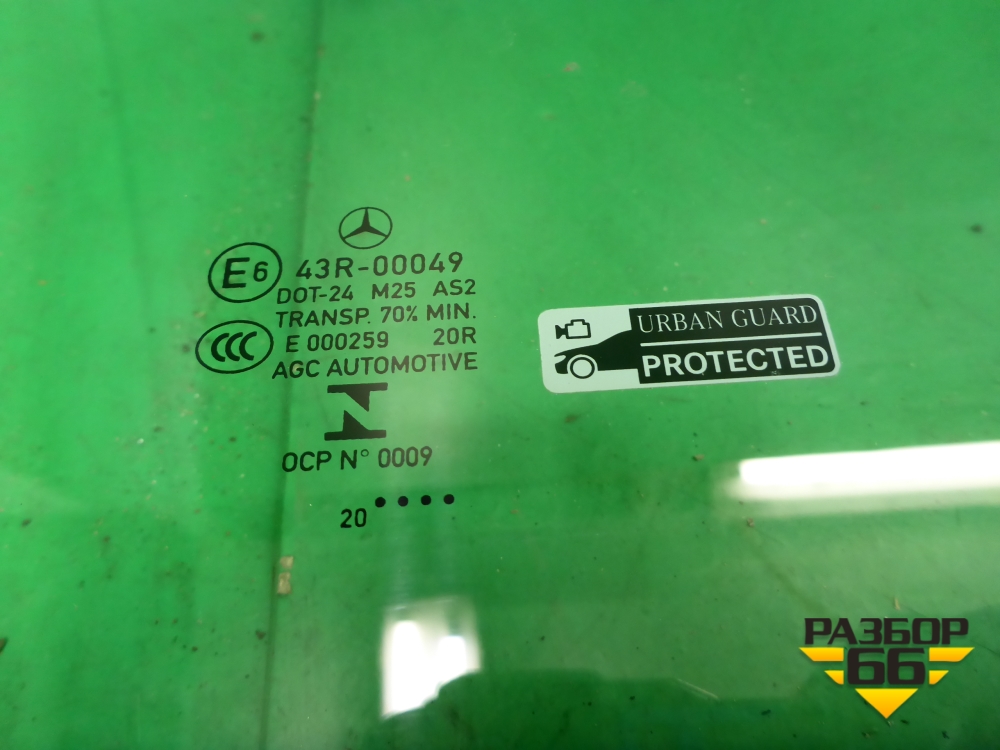 E6 43R-00049
DOT-24 M25 AS2
TRANSP. 70% MIN.
CCC E 000259 20R
AGC AUTOMOTIVE
OCP N° 0009
20 ••••
URBAN GUARD
PROTECTED
РАЗБОР
66